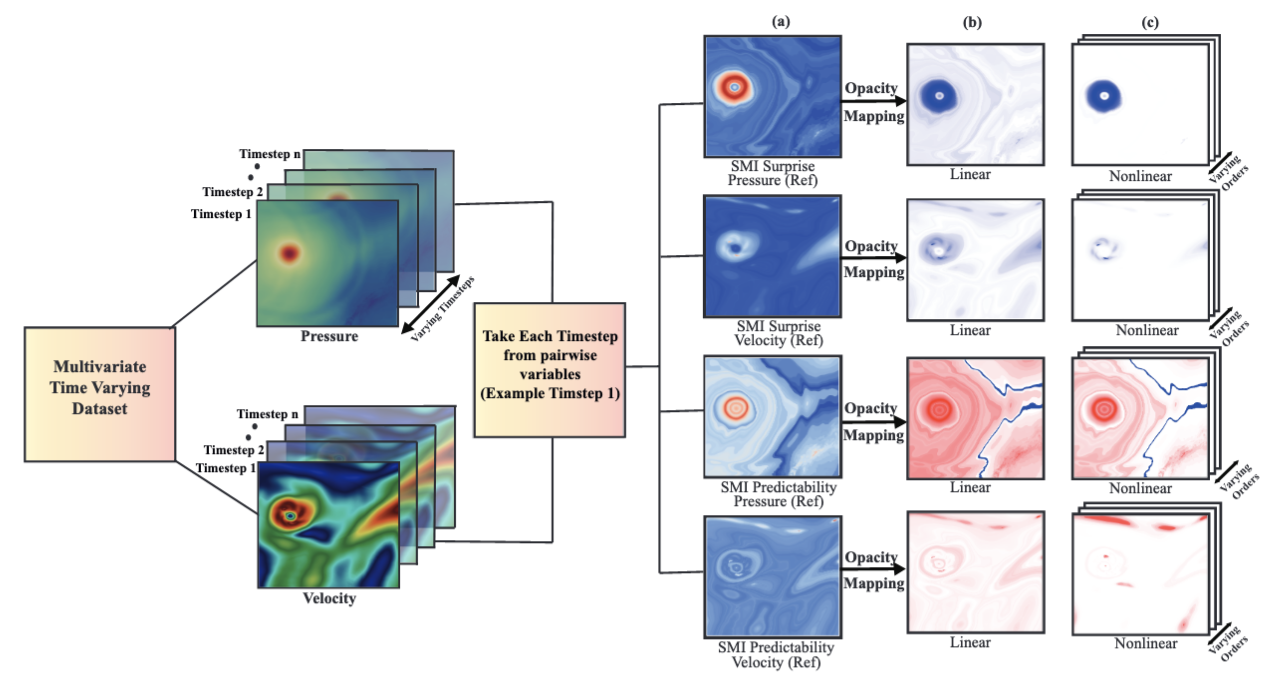 (a)
(b)
(c)
Multivariate
Time Varying
Dataset
Timestep n
Timestep 2
Timestep 1
Varying Timesteps
Pressure
Timestep n
Timestep 2
Timestep 1
Velocity
Take Each Timestep
from pairwise
variables
(Example Timstep 1)
SMI Surprise
Pressure (Ref)
Opacity
Mapping
Linear
Nonlinear
Varying
Orders
SMI Surprise
Velocity (Ref)
Opacity
Mapping
Linear
Nonlinear
Varying
Orders
SMI Predictability
Pressure (Ref)
Opacity
Mapping
Linear
Nonlinear
Varying
Orders
SMI Predictability
Velocity (Ref)
Opacity
Mapping
Linear
Nonlinear
Varying
Orders